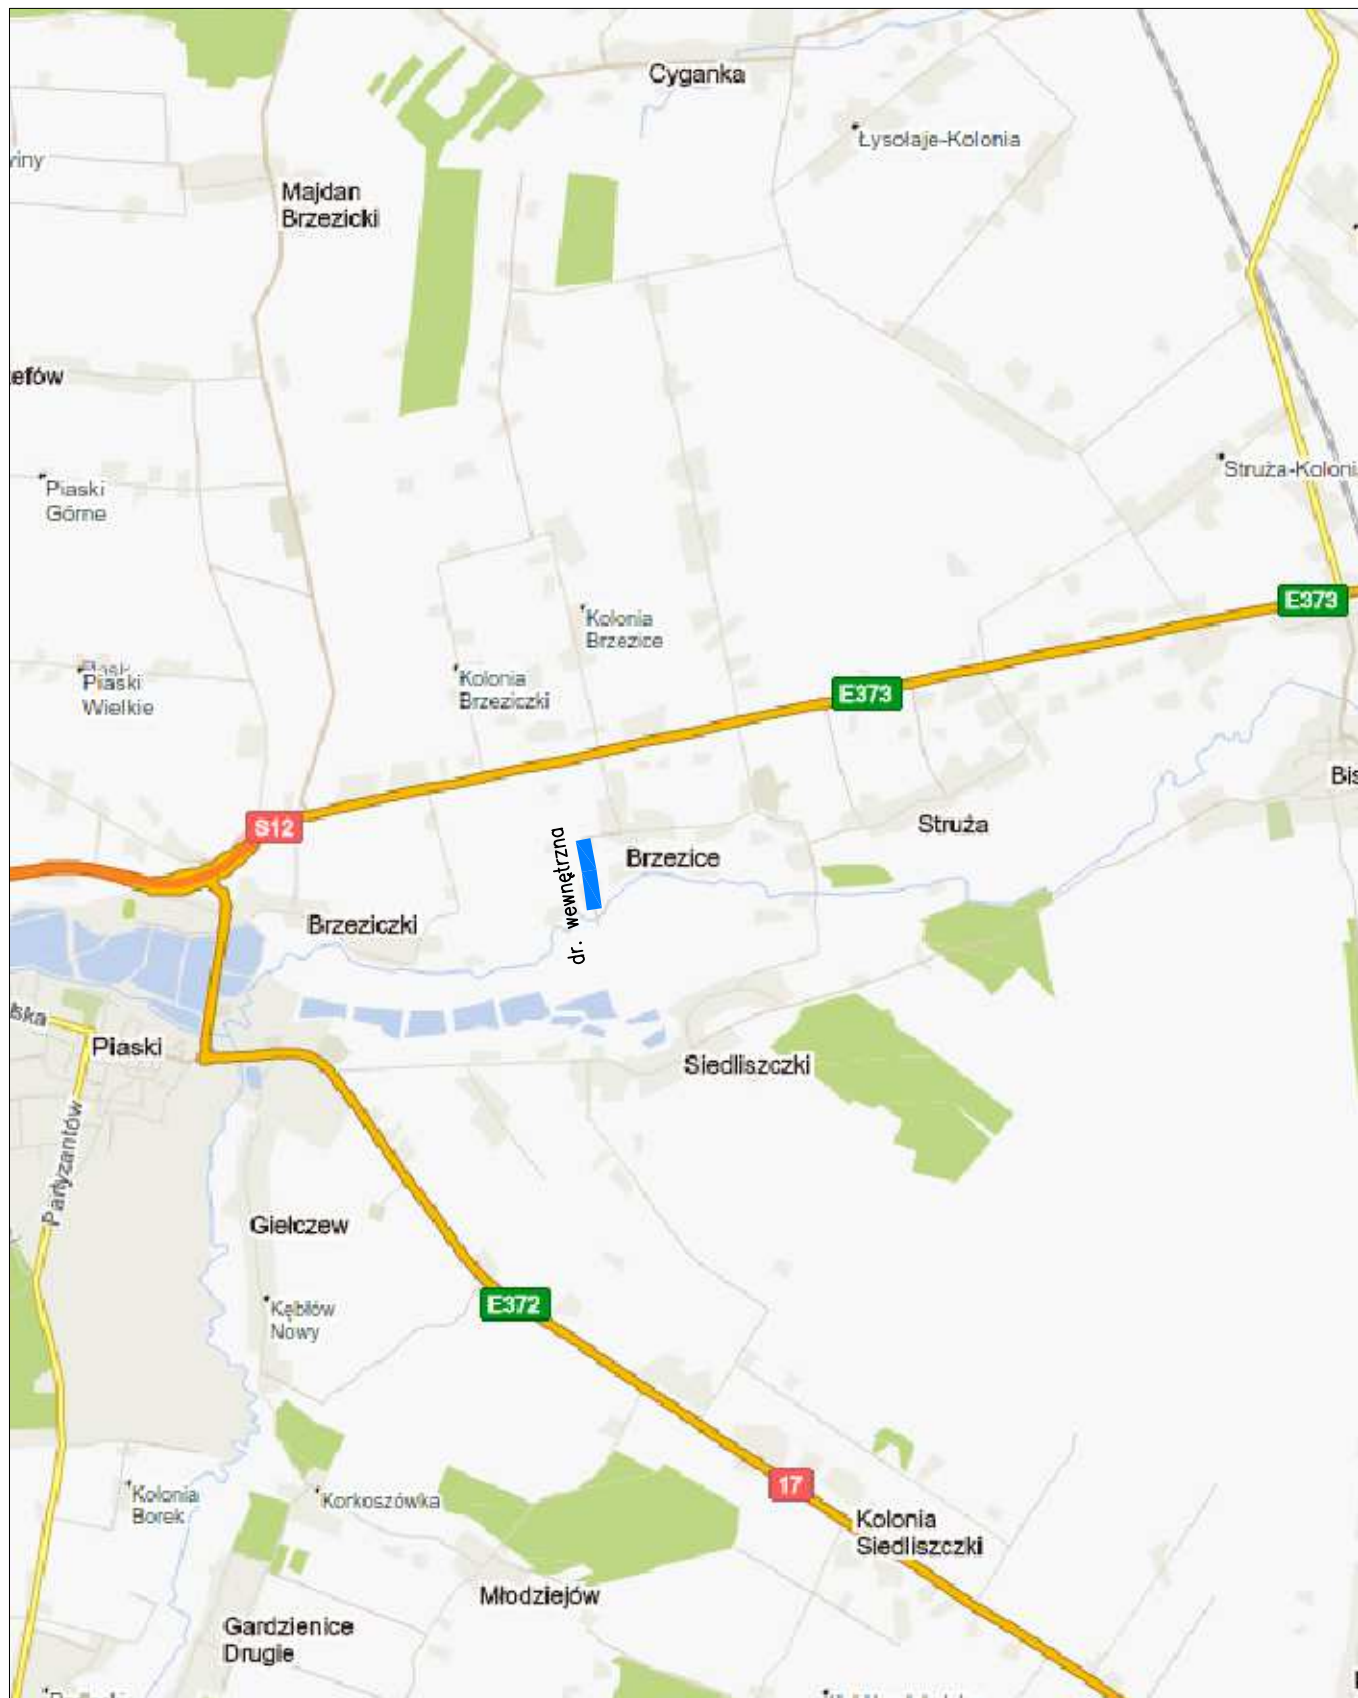 Cyganka
Łysołaje-Kolonia
Majdan
Brzezicki
Piaski
Górne
Struża-Koloni
E373
Kolonia
Brzezice
Piaski
Wielkie
Kolonia
Brzeziczki
E373
Bis
S12
Struża
dr. wewnętrzna
Brzezice
Brzeziczki
Piaski
Siedliszczki
Partyzantów
Giełczew
Kębłów
Nowy
E372
17
Kolonia
Borek
Korkoszówka
Kolonia
Siedliszczki
Młodziejów
Gardzienice
Drugie